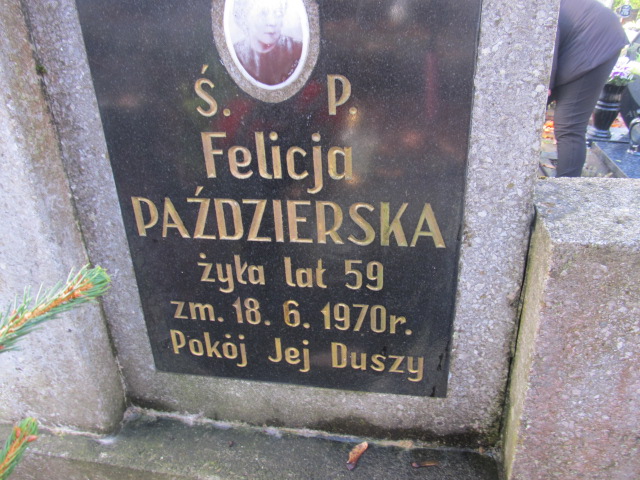 Ś. P.
Felicja
PAŹDZIERSKA
żyła lat 59
zm. 18. 6. 1970r.
Pokój Jej Duszy